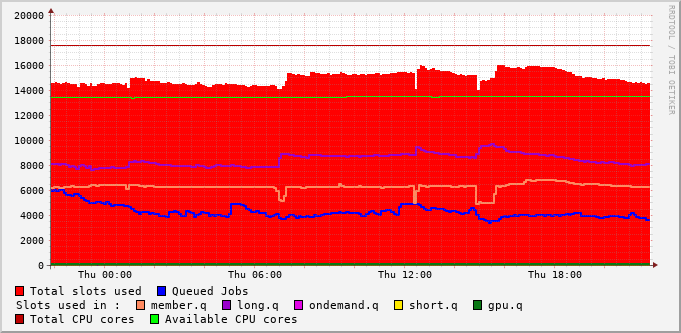 20000
18000
16000
14000
12000
10000
8000
6000
4000
2000
0
Thu 00:00 Thu 06:00 Thu 12:00 Thu 18:00
Total slots used Queued Jobs
Slots used in : member.q long.q ondemand.q short.q gpu.q
Total CPU cores Available CPU cores
RRDTOOL / TOBI OETIKER